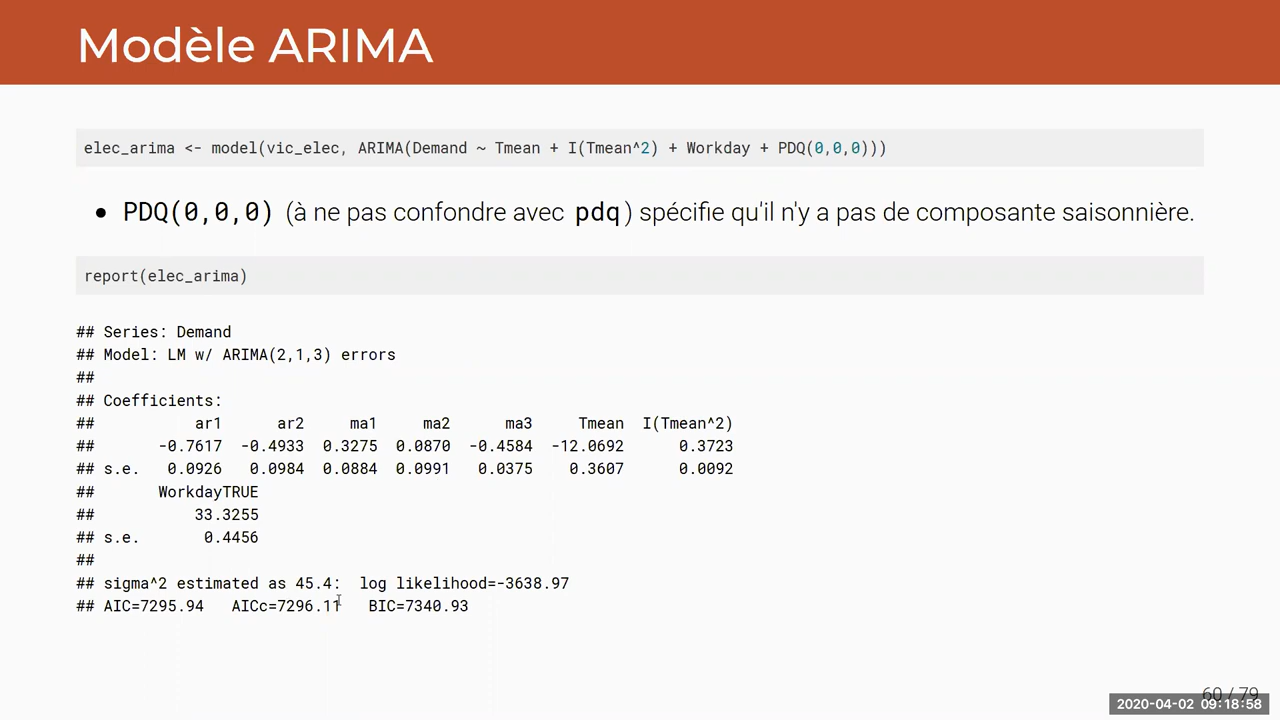 Modèle ARIMA
elec_arima <- model(vic_elec, ARIMA(Demand ~ Tmean + I(Tmean^2) + Workday + PDQ(0,0,0)))
• PDQ(0,0,0) (à ne pas confondre avec pdq) spécifie qu'il n'y a pas de composante saisonnière.
report(elec_arima)
## Series: Demand
## Model: LM w/ ARIMA(2,1,3) errors
##
## Coefficients:
##           ar1      ar2     ma1     ma2      ma3     Tmean  I(Tmean^2)
##       -0.7617  -0.4933  0.3275  0.0870  -0.4584  -12.0692      0.3723
## s.e.   0.0926   0.0984  0.0884  0.0991   0.0375    0.3607      0.0092
##       WorkdayTRUE
##           33.3255
## s.e.       0.4456
##
## sigma^2 estimated as 45.4:  log likelihood=-3638.97
## AIC=7295.94   AICc=7296.11   BIC=7340.93
60 / 79
2020-04-02 09:18:58